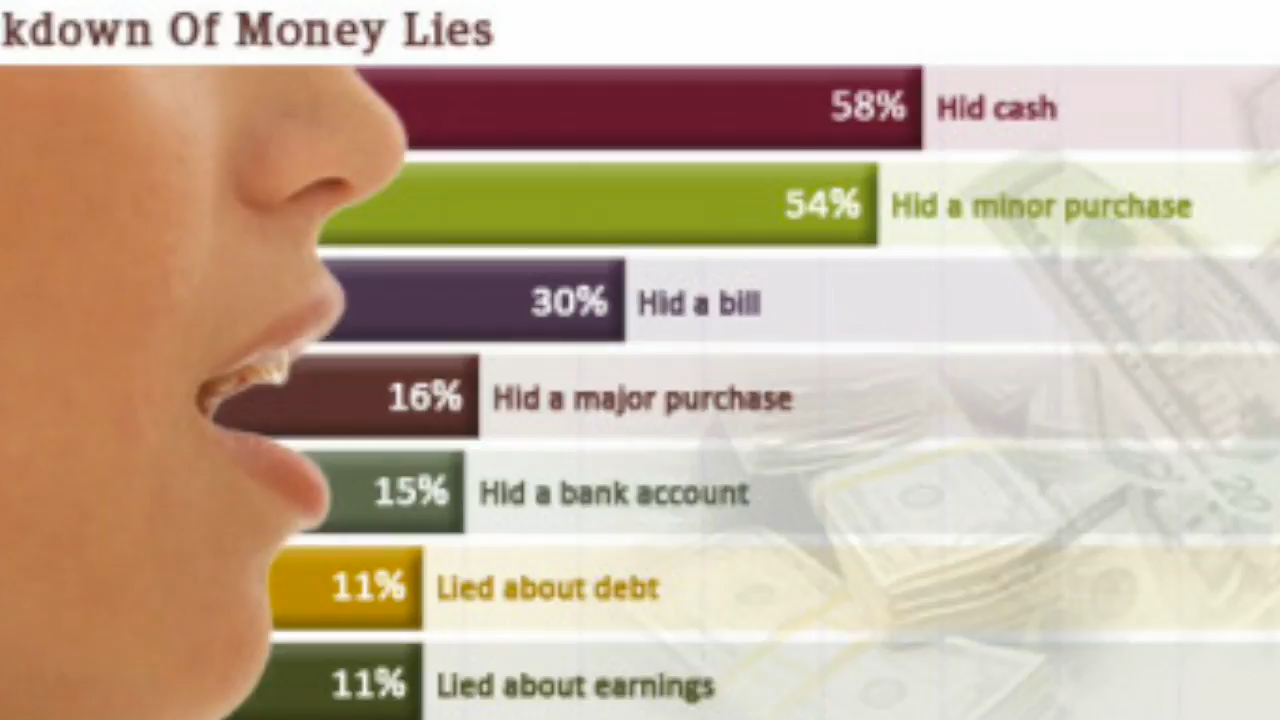 kdown Of Money Lies
58% Hid cash
54% Hid a minor purchase
30% Hid a bill
16% Hid a major purchase
15% Hid a bank account
11% Lied about debt
11% Lied about earnings